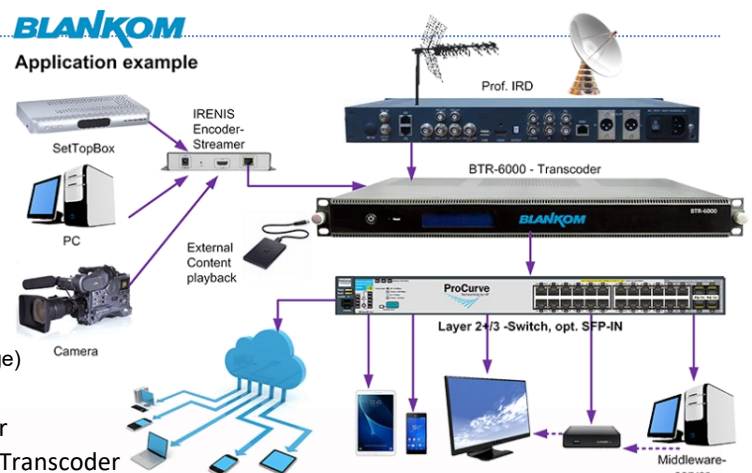 BLANKOM
Application example
Prof. IRD
IRENIS
Encoder-
Streamer
SetTopBox
BTR-6000 - Transcoder
BLANKOM
BTR-6000
PC
External
Content
playback
ProCurve
Layer 2+/3 -Switch, opt. SFP-IN
Camera
ge)
r
Transcoder
Middleware-